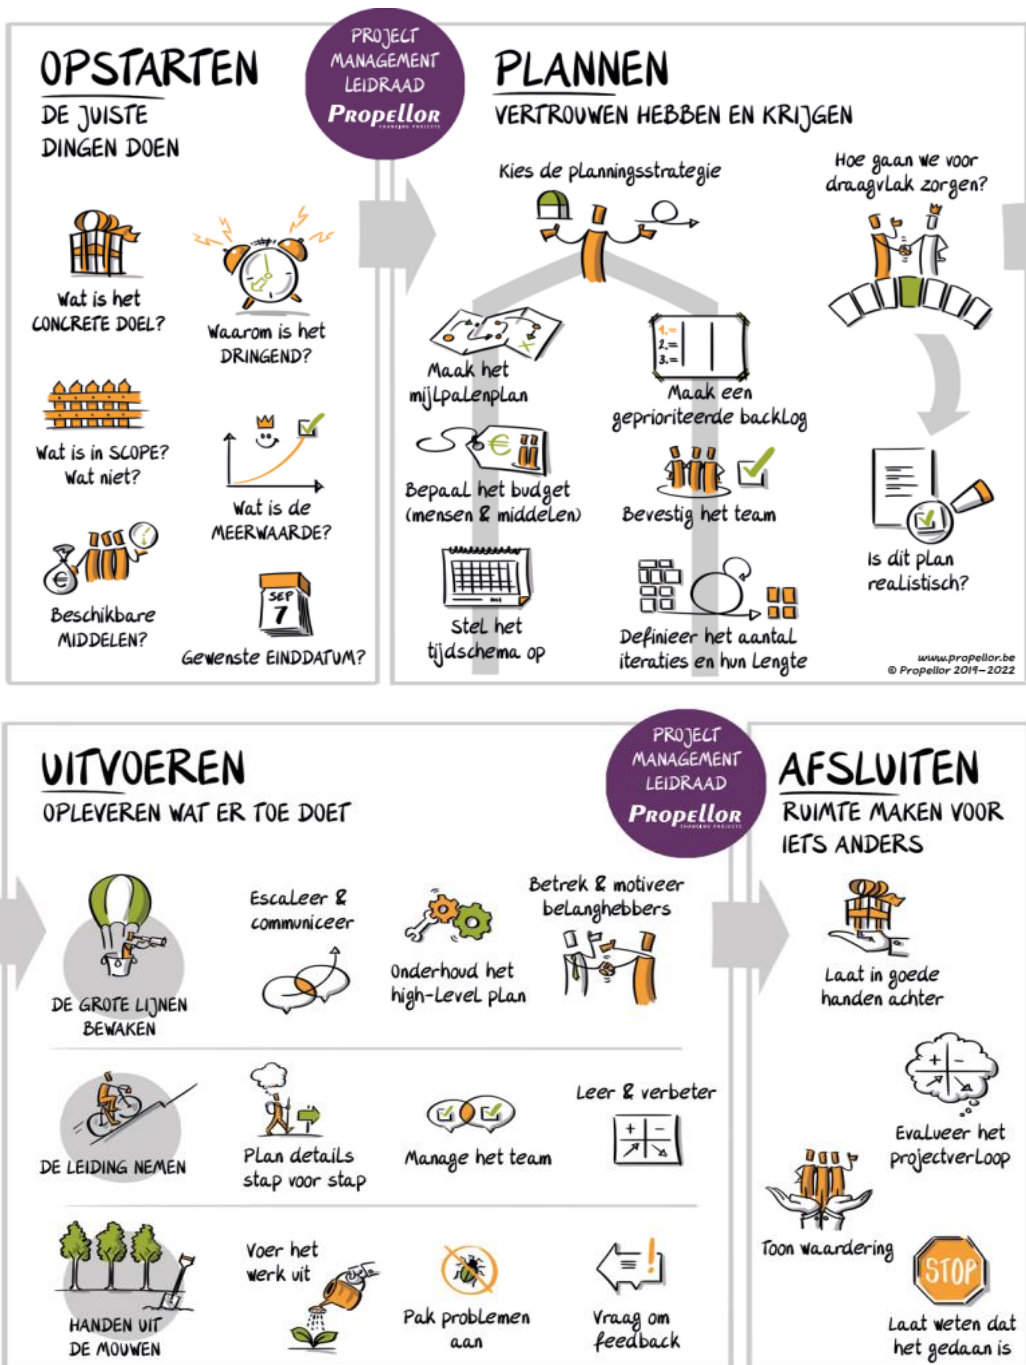 OPSTARTEN
DE JUISTE
DINGEN DOEN
PROJECT
MANAGEMENT
LEIDRAAD
PROPELLOR
CHANGING PROJECTS
Wat is het
CONCRETE DOEL?
Waarom is het
DRINGEND?
Wat is in SCOPE?
Wat niet?
Wat is de
MEERWAARDE?
€
Beschikbare
MIDDELEN?
SEP
7
Gewenste EINDDATUM?
PLANNEN
VERTROUWEN HEBBEN EN KRIJGEN
Kies de planningsstrategie
Maak het
mijlpalenplan
€
Bepaal het budget
(mensen & middelen)
Stel het
tijdschema op
1.=
2.=
3.=
Maak een
geprioriteerde backlog
Bevestig het team
Definieer het aantal
iteraties en hun lengte
Hoe gaan we voor
draagvlak zorgen?
Is dit plan
realistisch?
www.propellor.be
© Propellor 2019–2022
UITVOEREN
OPLEVEREN WAT ER TOE DOET
PROJECT
MANAGEMENT
LEIDRAAD
PROPELLOR
CHANGING PROJECTS
DE GROTE LIJNEN
BEWAKEN
Escaleer &
communiceer
Onderhoud het
high-level plan
Betrek & motiveer
belanghebbers
DE LEIDING NEMEN
Plan details
stap voor stap
Manage het team
Leer & verbeter
+ -
HANDEN UIT
DE MOUWEN
Voer het
werk uit
Pak problemen
aan
!
Vraag om
feedback
AFSLUITEN
RUIMTE MAKEN VOOR
IETS ANDERS
Laat in goede
handen achter
+ -
Evalueer het
projectverloop
Toon waardering
STOP
Laat weten dat
het gedaan is